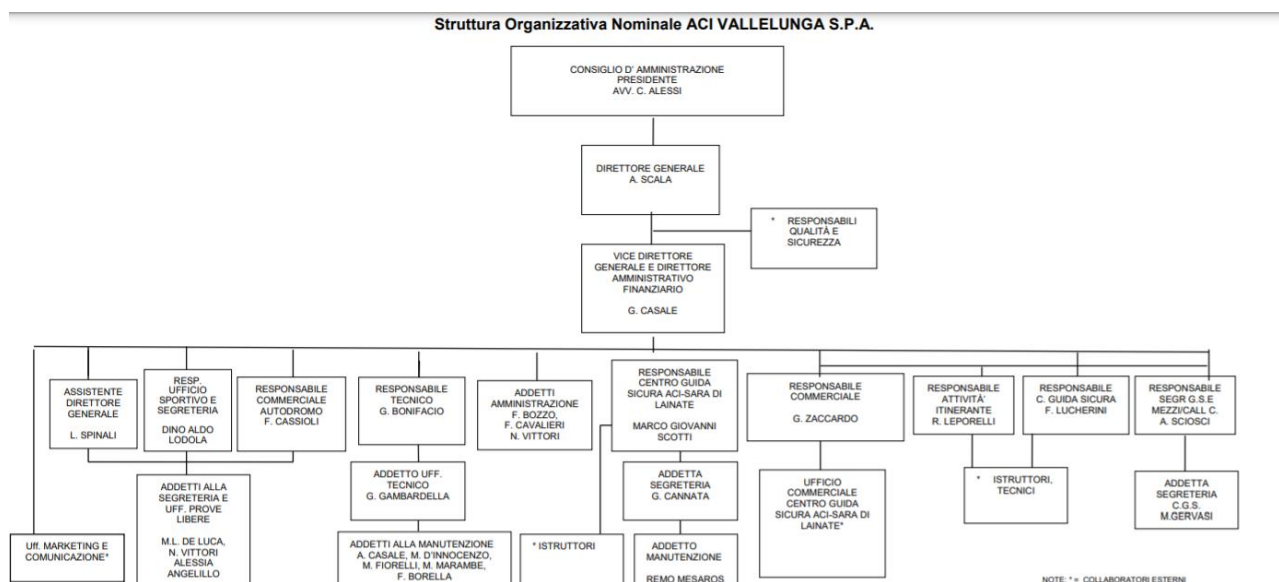 Struttura Organizzativa Nominale ACI VALLELUNGA S.P.A.
CONSIGLIO D' AMMINISTRAZIONE
PRESIDENTE
AVV. C. ALESSI
DIRETTORE GENERALE
A. SCALA
* RESPONSABILI
QUALITÀ E
SICUREZZA
VICE DIRETTORE
GENERALE E DIRETTORE
AMMINISTRATIVO
FINANZIARIO
G. CASALE
ASSISTENTE
DIRETTORE
GENERALE
L. SPINALI
RESP.
UFFICIO
SPORTIVO E
SEGRETERIA
DINO ALDO
LODOLA
RESPONSABILE
COMMERCIALE
AUTODROMO
F. CASSIOLI
RESPONSABILE
TECNICO
G. BONIFACIO
ADDETTI
AMMINISTRAZIONE
F. BOZZO,
F. CAVALIERI
N. VITTORI
RESPONSABILE
CENTRO GUIDA
SICURA ACI-SARA DI
LAINATE
MARCO GIOVANNI
SCOTTI
RESPONSABILE
COMMERCIALE
G. ZACCARDO
RESPONSABILE
ATTIVITA'
ITINERANTE
R. LEPORELLI
RESPONSABILE
C. GUIDA SICURA
F. LUCHERINI
RESPONSABILE
SEGR G.S.E
MEZZI/CALL C.
A. SCIOSCI
ADDETTI ALLA
SEGRETERIA E
UFF. PROVE
LIBERE
M.L. DE LUCA,
N. VITTORI
ALESSIA
ANGELILLO
ADDETTO UFF.
TECNICO
G. GAMBARDELLA
ADDETTA
SEGRETERIA
G. CANNATA
UFFICIO
COMMERCIALE
CENTRO GUIDA
SICURA ACI-SARA DI
LAINATE*
* ISTRUTTORI,
TECNICI
ADDETTA
SEGRETERIA
C.G.S.
M.GERVASI
Uff. MARKETING E
COMUNICAZIONE*
ADDETTI ALLA MANUTENZIONE
A. CASALE, M. D'INNOCENZO,
M. FIORELLI, M. MARAMBE,
F. BORELLA
* ISTRUTTORI
ADDETTO
MANUTENZIONE
REMO MESAROS
NOTE: * = COLLABORATORI ESTERNI